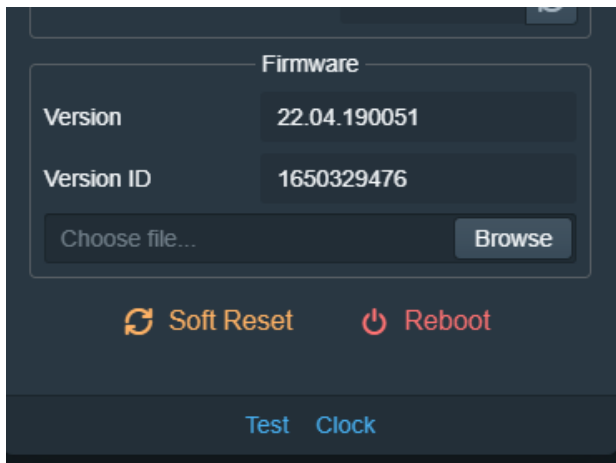 Firmware
Version 22.04.190051
Version ID 1650329476
Choose file... Browse
Soft Reset Reboot
Test Clock